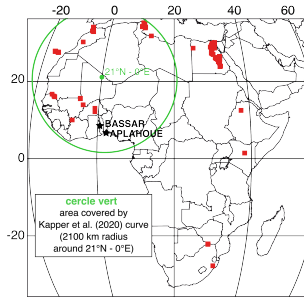 -20 0 20 40 60
20
21°N - 0°E
BASSAR
APLAHOUE
0
-20
cercle vert
area covered by
Kapper et al. (2020) curve
(2100 km radius
around 21°N - 0°E)